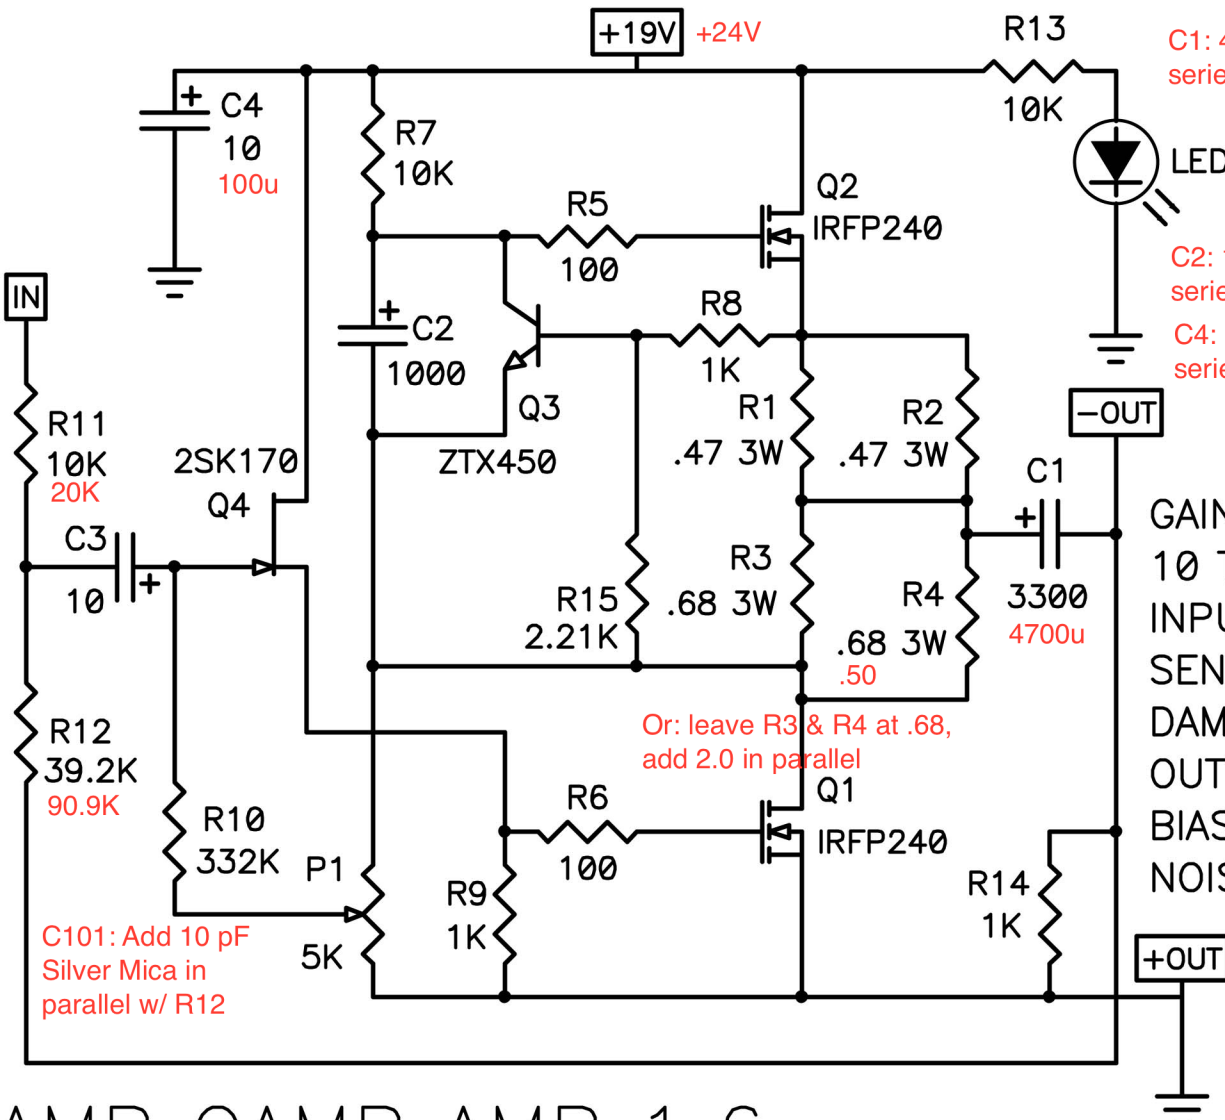 +19V +24V
R13
10K
C1: 4
serie
C4
10
100u
R7
10K
Q2
IRFP240
LED
R5
100
C2:
serie
C4:
serie
IN
C2
1000
R8
1K
Q3
ZTX450
R1
.47 3W
R2
.47 3W
-OUT
R11
10K
20K
2SK170
Q4
C1
3300
4700u
C3
10
R3
.68 3W
R4
.68 3W
.50
R15
2.21K
GAIN
10
INPU
SEN
DAM
OUT
BIAS
NOIS
R12
39.2K
90.9K
Or: leave R3 & R4 at .68,
add 2.0 in parallel
R10
332K
P1
5K
R9
1K
R6
100
Q1
IRFP240
R14
1K
C101: Add 10 pF
Silver Mica in
parallel w/ R12
+OUT